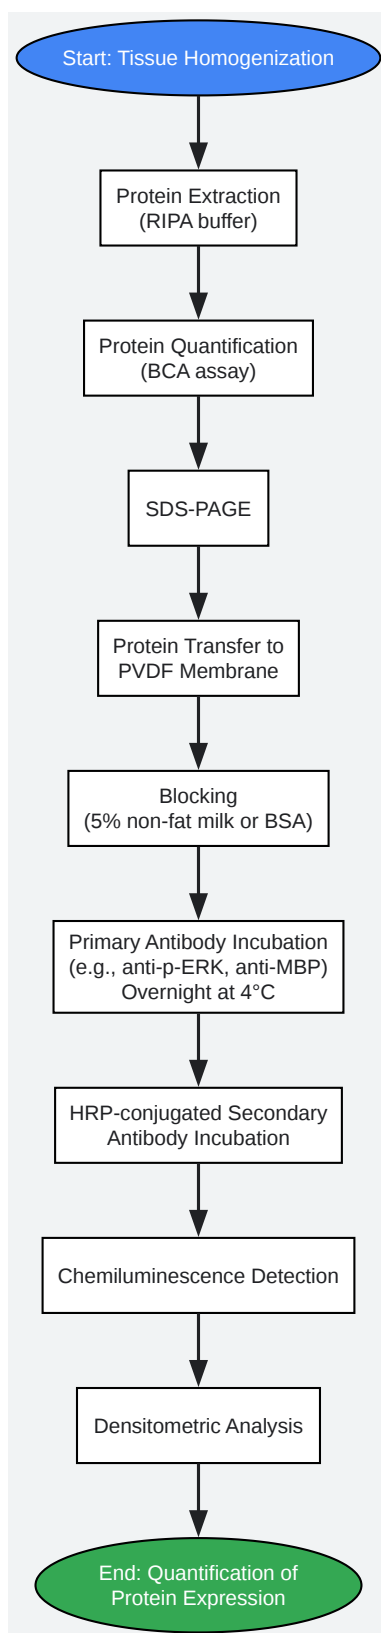 Start: Tissue Homogenization
Protein Extraction
(RIPA buffer)
Protein Quantification
(BCA assay)
SDS-PAGE
Protein Transfer to
PVDF Membrane
Blocking
(5% non-fat milk or BSA)
Primary Antibody Incubation
(e.g., anti-p-ERK, anti-MBP)
Overnight at 4°C
HRP-conjugated Secondary
Antibody Incubation
Chemiluminescence Detection
Densitometric Analysis
End: Quantification of
Protein Expression